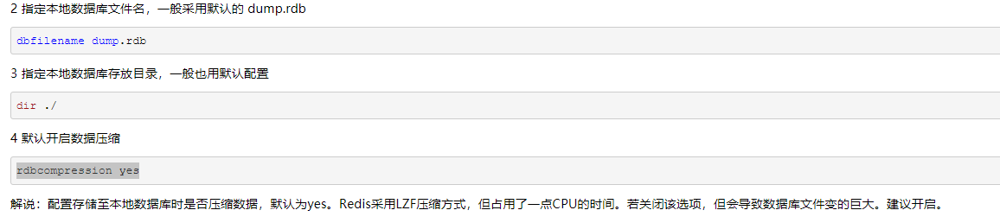 2 指定本地数据库文件名，一般采用默认的 dump.rdb
dbfilename dump.rdb
3 指定本地数据库存放目录，一般也用默认配置
dir ./
4 默认开启数据压缩
rdbcompression yes
解说：配置存储至本地数据库时是否压缩数据，默认为yes。Redis采用LZF压缩方式，但占用了一点CPU的时间。若关闭该选项，但会导致数据库文件变的巨大。建议开启。